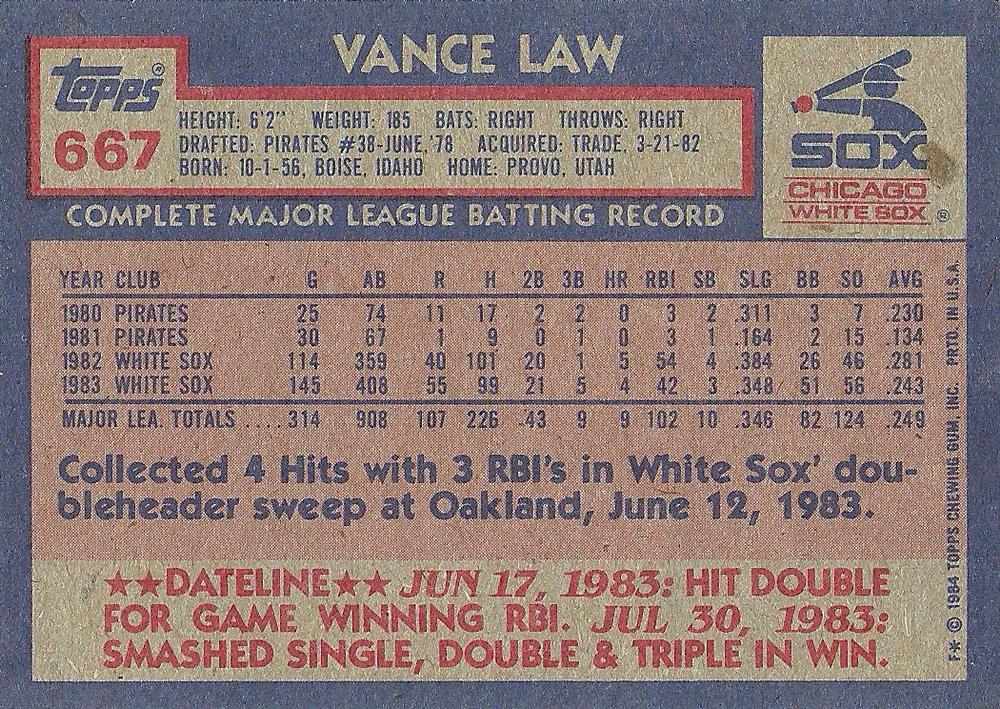 VANCE LAW
topps®
667
HEIGHT: 6'2" WEIGHT: 185 BATS: RIGHT THROWS: RIGHT
DRAFTED: PIRATES #38-JUNE, '78 ACQUIRED: TRADE, 3-21-82
BORN: 10-1-56, BOISE, IDAHO HOME: PROVO, UTAH
SOX
CHICAGO
WHITE SOX ®
COMPLETE MAJOR LEAGUE BATTING RECORD
YEAR CLUB G AB R H 2B 3B HR RBI SB SLG BB SO AVG
1980 PIRATES 25 74 11 17 2 2 0 3 2 .311 3 7 .230
1981 PIRATES 30 67 1 9 0 1 0 3 1 .164 2 15 .134
1982 WHITE SOX 114 359 40 101 20 1 5 54 4 .384 26 46 .281
1983 WHITE SOX 145 408 55 99 21 5 4 42 3 .348 51 56 .243
MAJOR LEA. TOTALS .... 314 908 107 226 43 9 9 102 10 .346 82 124 .249
Collected 4 Hits with 3 RBI's in White Sox' dou-
bleheader sweep at Oakland, June 12, 1983.
★★DATELINE★★ JUN 17, 1983: HIT DOUBLE
FOR GAME WINNING RBI. JUL 30, 1983:
SMASHED SINGLE, DOUBLE & TRIPLE IN WIN.
F* © 1984 TOPPS CHEWING GUM, INC. PRTD. IN U.S.A.